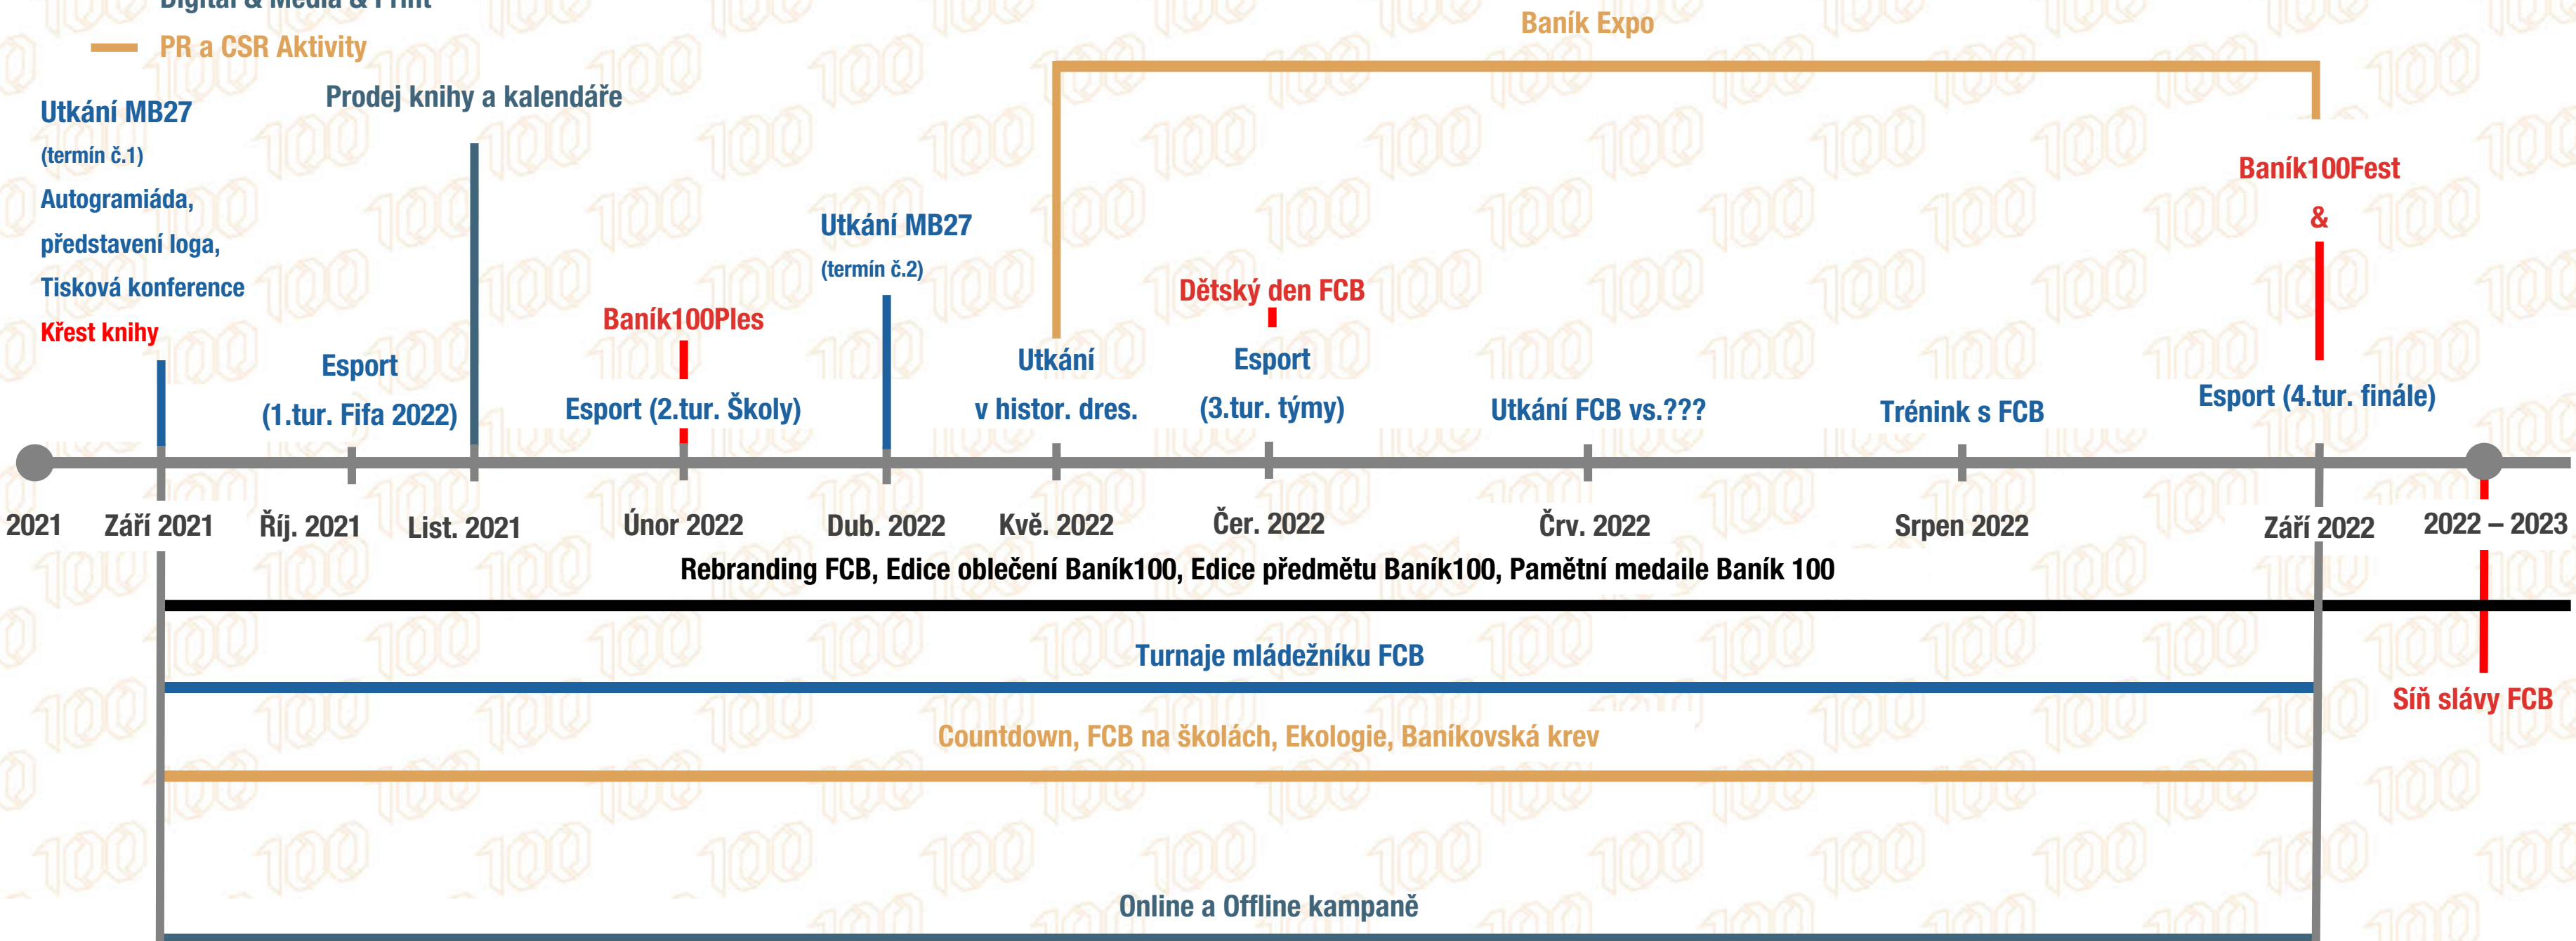 Digital & Media & Print
PR a CSR Aktivity
Baník Expo
Utkání MB27
(termín č.1)
Autogramiáda,
představení loga,
Tisková konference
Křest knihy
Prodej knihy a kalendáře
Esport
(1.tur. Fifa 2022)
Baník100Ples
Esport (2.tur. Školy)
Utkání MB27
(termín č.2)
Utkání
v histor. dres.
Dětský den FCB
Esport
(3.tur. týmy)
Utkání FCB vs.???
Trénink s FCB
Baník100Fest
&
Esport (4.tur. finále)
2021
Září 2021
Říj. 2021
List. 2021
Únor 2022
Dub. 2022
Kvě. 2022
Čer. 2022
Črv. 2022
Srpen 2022
Září 2022
2022 – 2023
Rebranding FCB, Edice oblečení Baník100, Edice předmětu Baník100, Pamětní medaile Baník 100
Turnaje mládežníku FCB
Síň slávy FCB
Countdown, FCB na školách, Ekologie, Baníkovská krev
Online a Offline kampaně